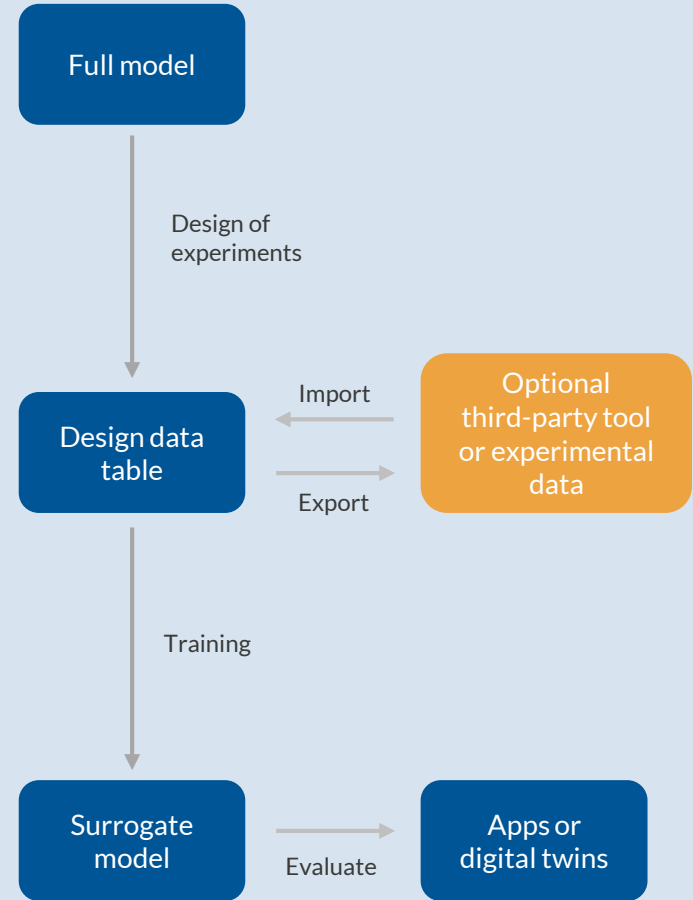 Full model
Design of
experiments
Design data
table
Import
Export
Optional
third-party tool
or experimental
data
Training
Surrogate
model
Evaluate
Apps or
digital twins